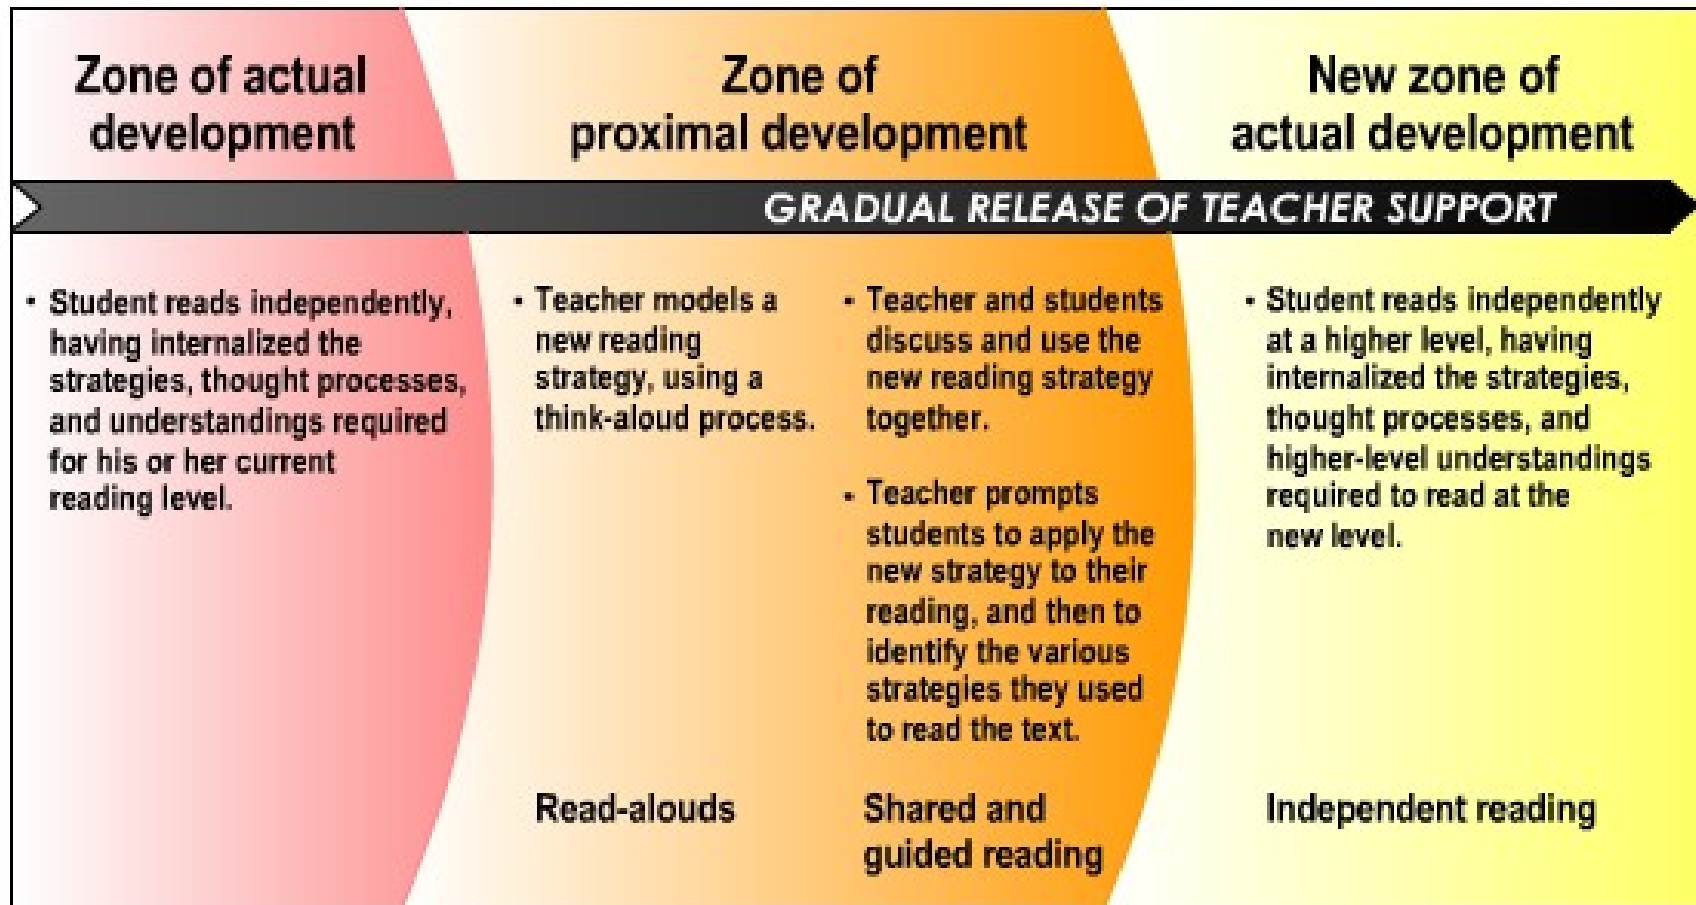 Zone of actual
development
Zone of
proximal development
New zone of
actual development
GRADUAL RELEASE OF TEACHER SUPPORT
• Student reads independently,
having internalized the
strategies, thought processes,
and understandings required
for his or her current
reading level.
• Teacher models a
new reading
strategy, using a
think-aloud process.
Read-alouds
• Teacher and students
discuss and use the
new reading strategy
together.
• Teacher prompts
students to apply the
new strategy to their
reading, and then to
identify the various
strategies they used
to read the text.
Shared and
guided reading
• Student reads independently
at a higher level, having
internalized the strategies,
thought processes, and
higher-level understandings
required to read at the
new level.
Independent reading